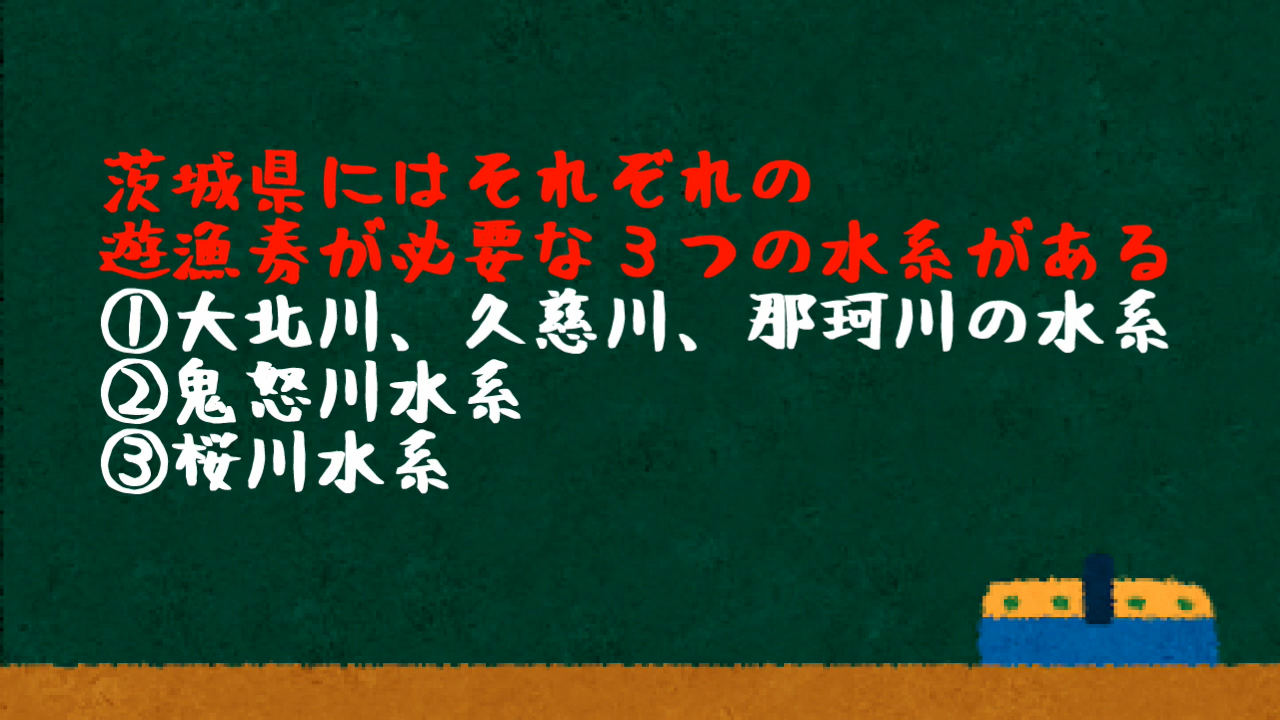 茨城県にはそれぞれの
遊漁券が必要な３つの水系がある
①大北川、久慈川、那珂川の水系
②鬼怒川水系
③桜川水系